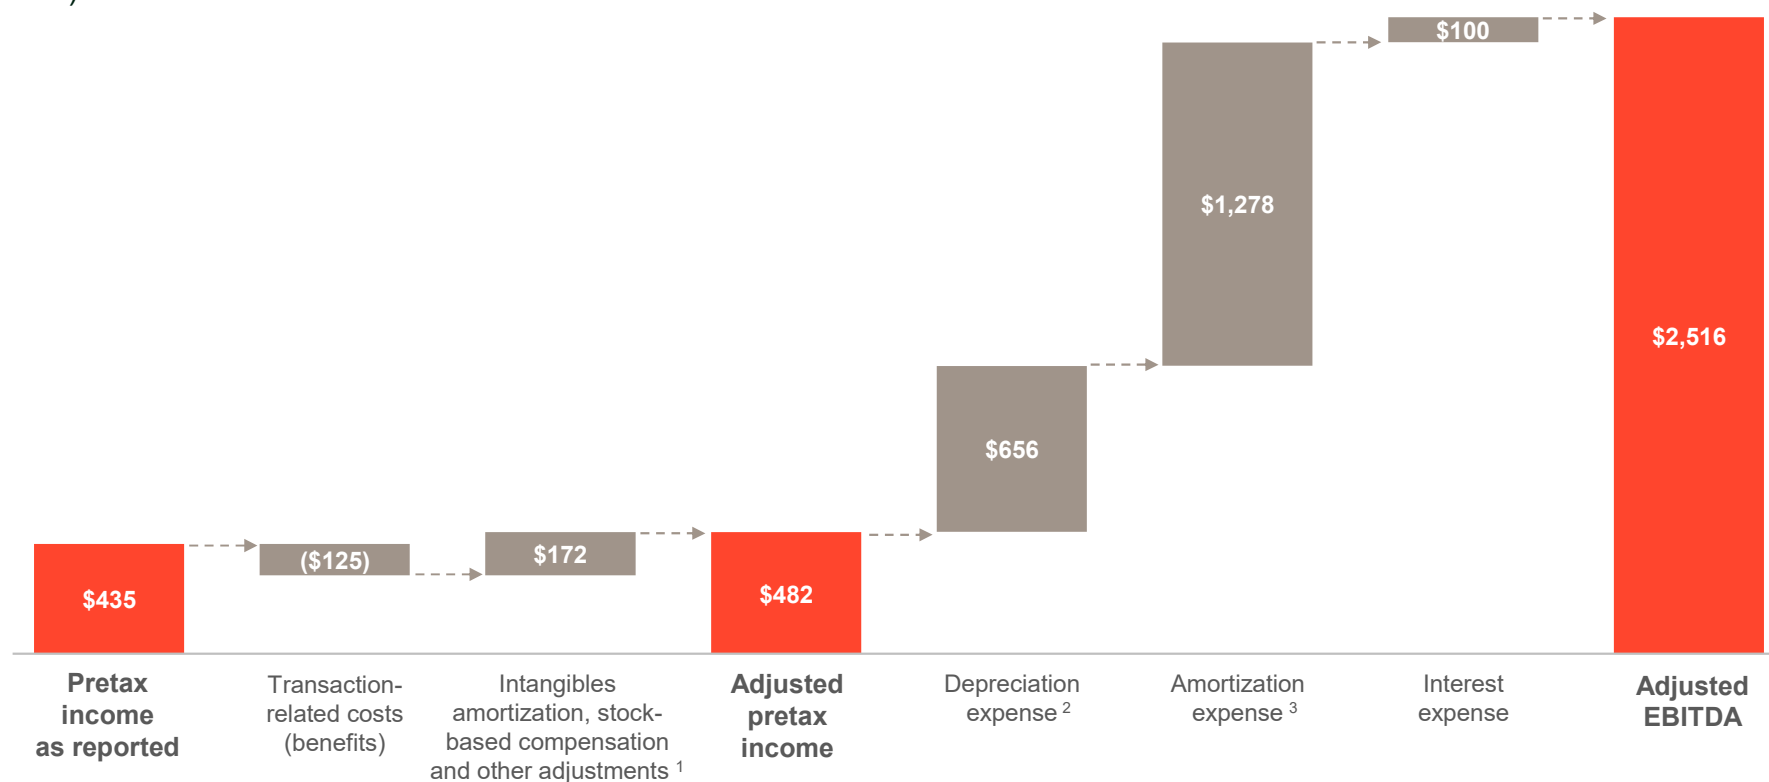 $100
$1,278
$2,516
$656
($125)
$172
$435
$482
Pretax
income
as reported
Transaction-
related costs
(benefits)
Intangibles
amortization, stock-
based compensation
and other adjustments 1
Adjusted
pretax
income
Depreciation
expense 2
Amortization
expense 3
Interest
expense
Adjusted
EBITDA